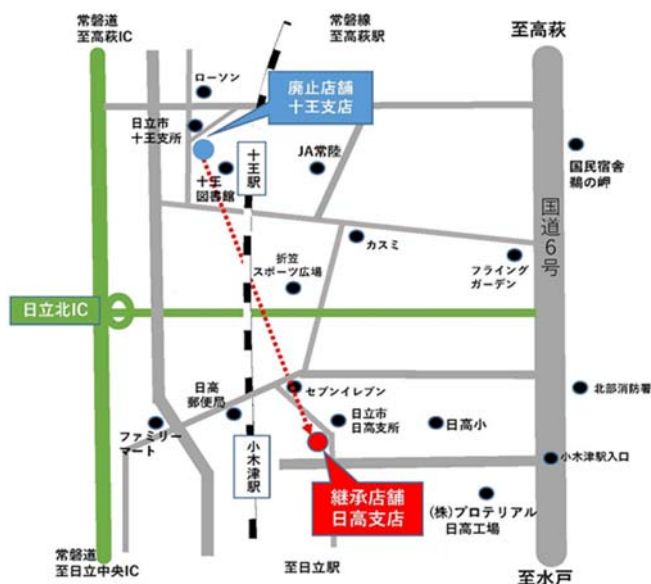 常磐道
至高萩IC
常磐線
至高萩駅
至高萩
ローソン
廃止店舗
十王支店
日立市
十王支所
十王
図書館
十王駅
JA常陸
国民宿舎
鵜の岬
国道6号
カスミ
折笠
スポーツ広場
フライング
ガーデン
日立北IC
日高
郵便局
セブンイレブン
北部消防署
ファミリー
マート
小木津駅
日立市
日高支所
日高小
小木津駅入口
継承店舗
日高支店
(株)プロテリアル
日高工場
常磐道
至日立中央IC
至日立駅
至水戸